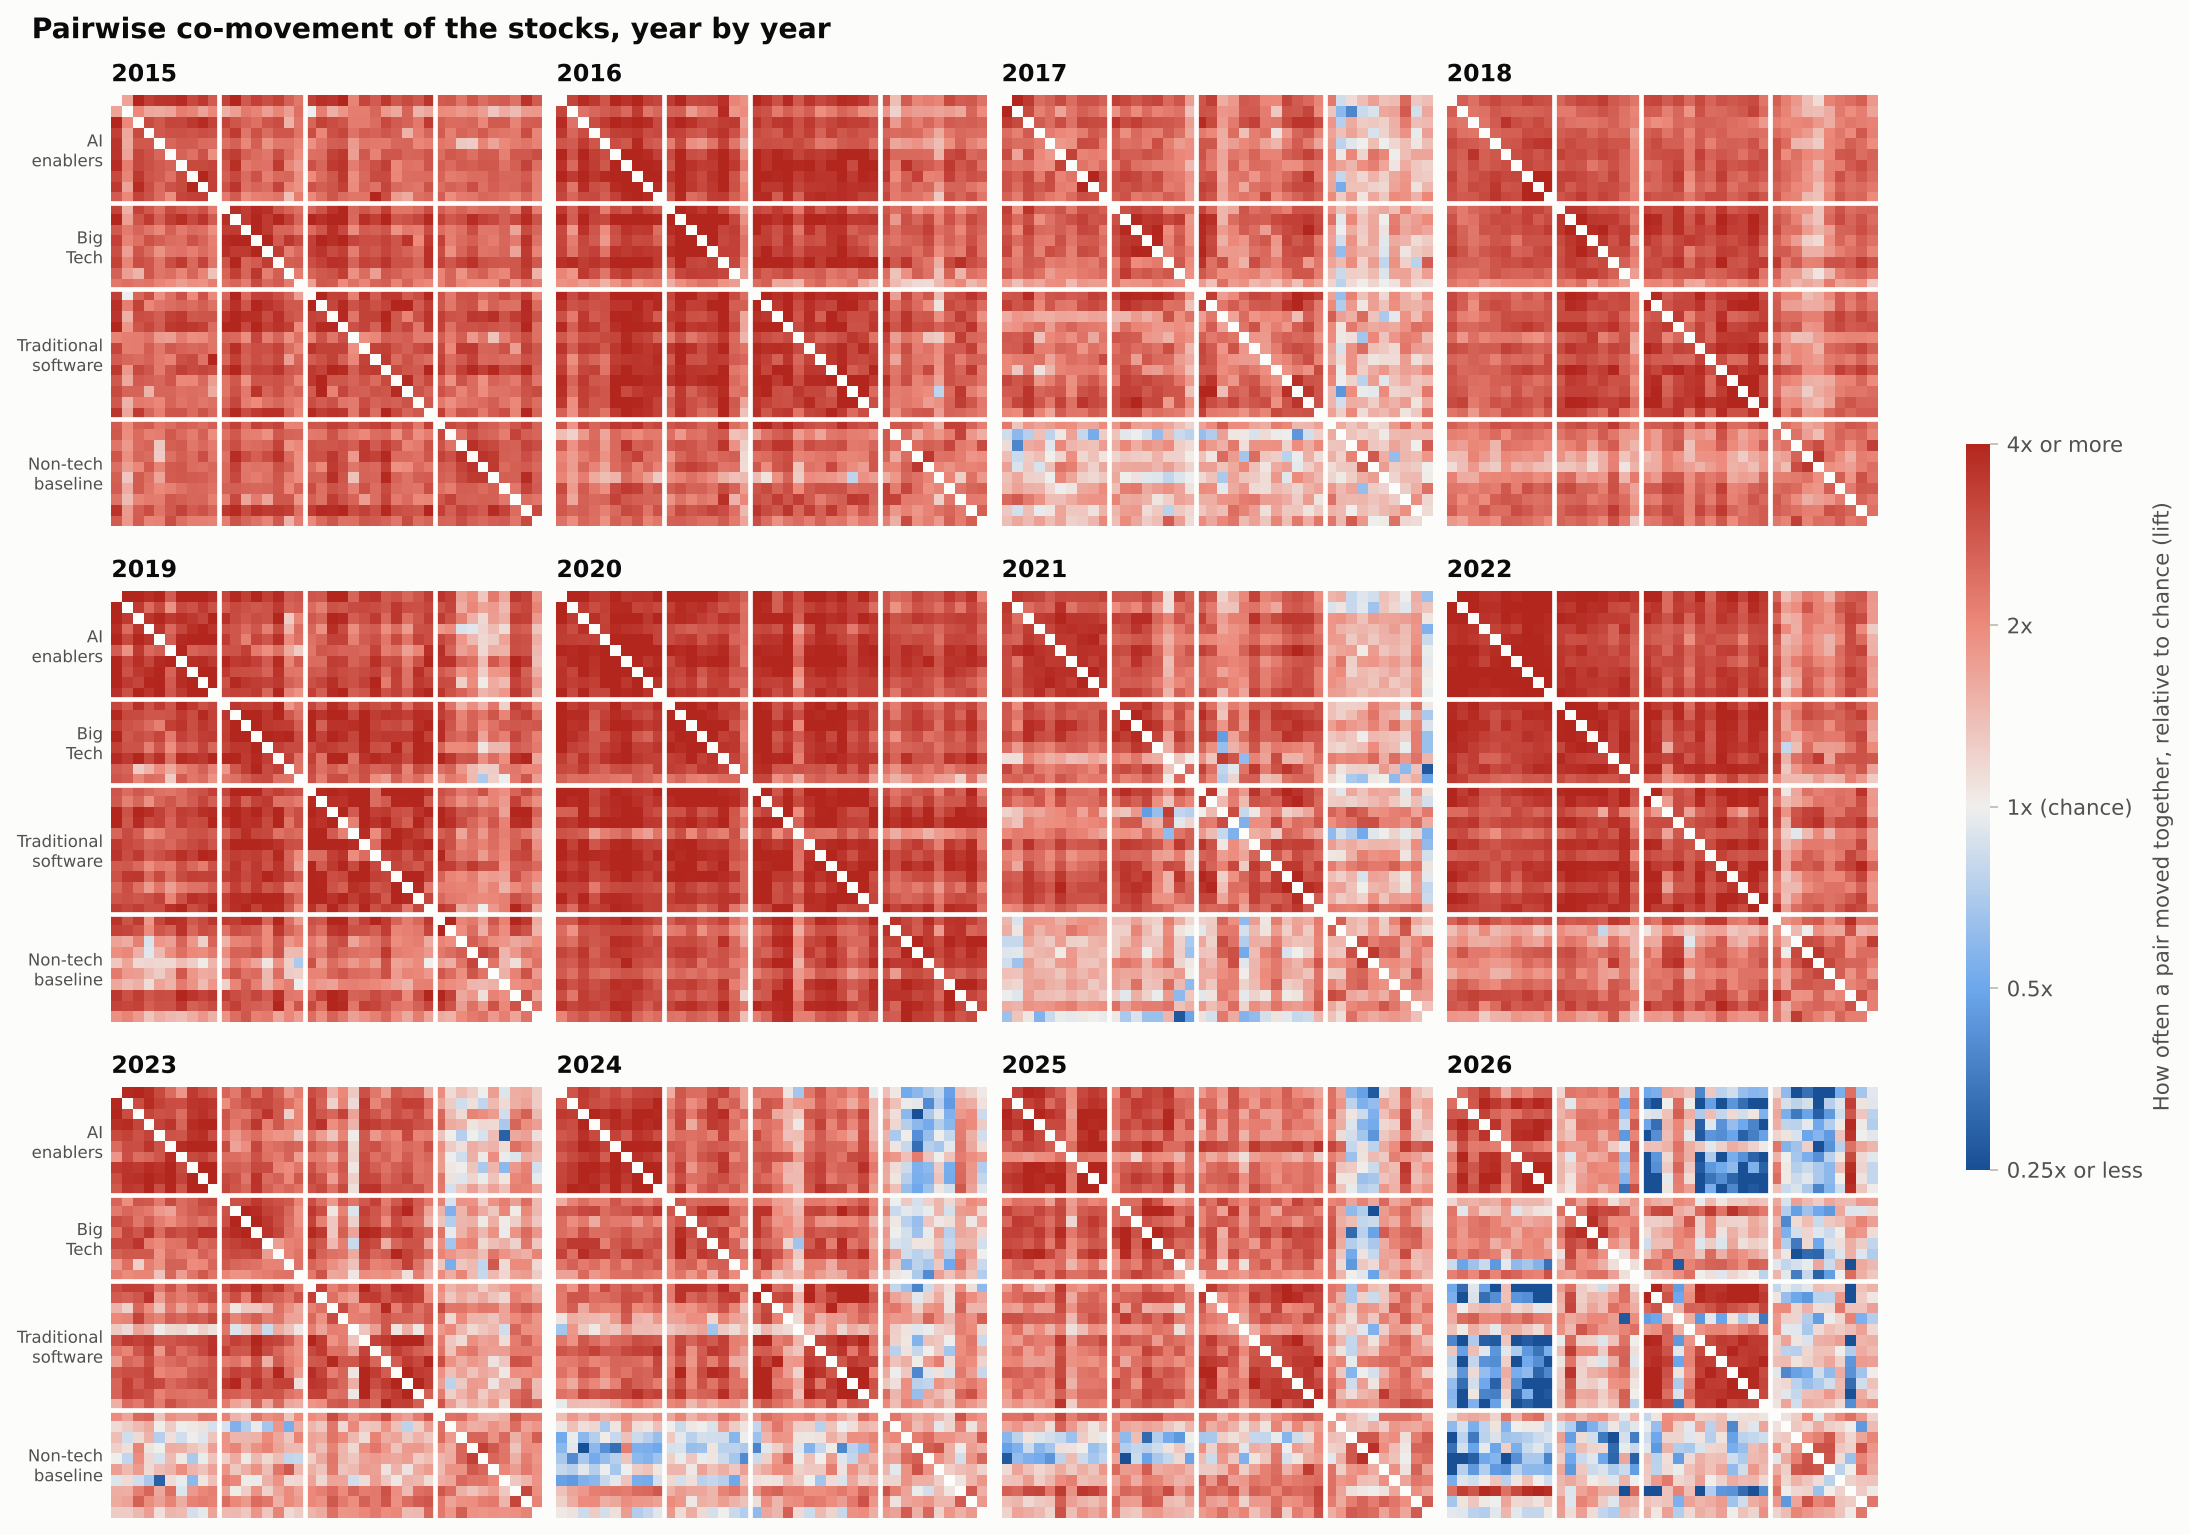 Pairwise co-movement of the stocks, year by year
2015
2016
2017
2018
AI
enablers
Big
Tech
Traditional
software
Non-tech
baseline
2019
2020
2021
2022
AI
enablers
Big
Tech
Traditional
software
Non-tech
baseline
2023
2024
2025
2026
AI
enablers
Big
Tech
Traditional
software
Non-tech
baseline
4x or more
2x
1x (chance)
0.5x
0.25x or less
How often a pair moved together, relative to chance (lift)